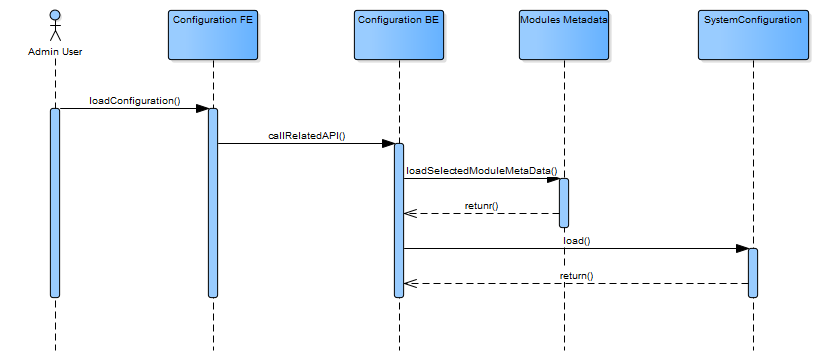 Configuration FE
Configuration BE
Modules Metadata
SystemConfiguration
Admin User
loadConfiguration()
callRelatedAPI()
loadSelectedModuleMetaData()
retunr()
load()
return()